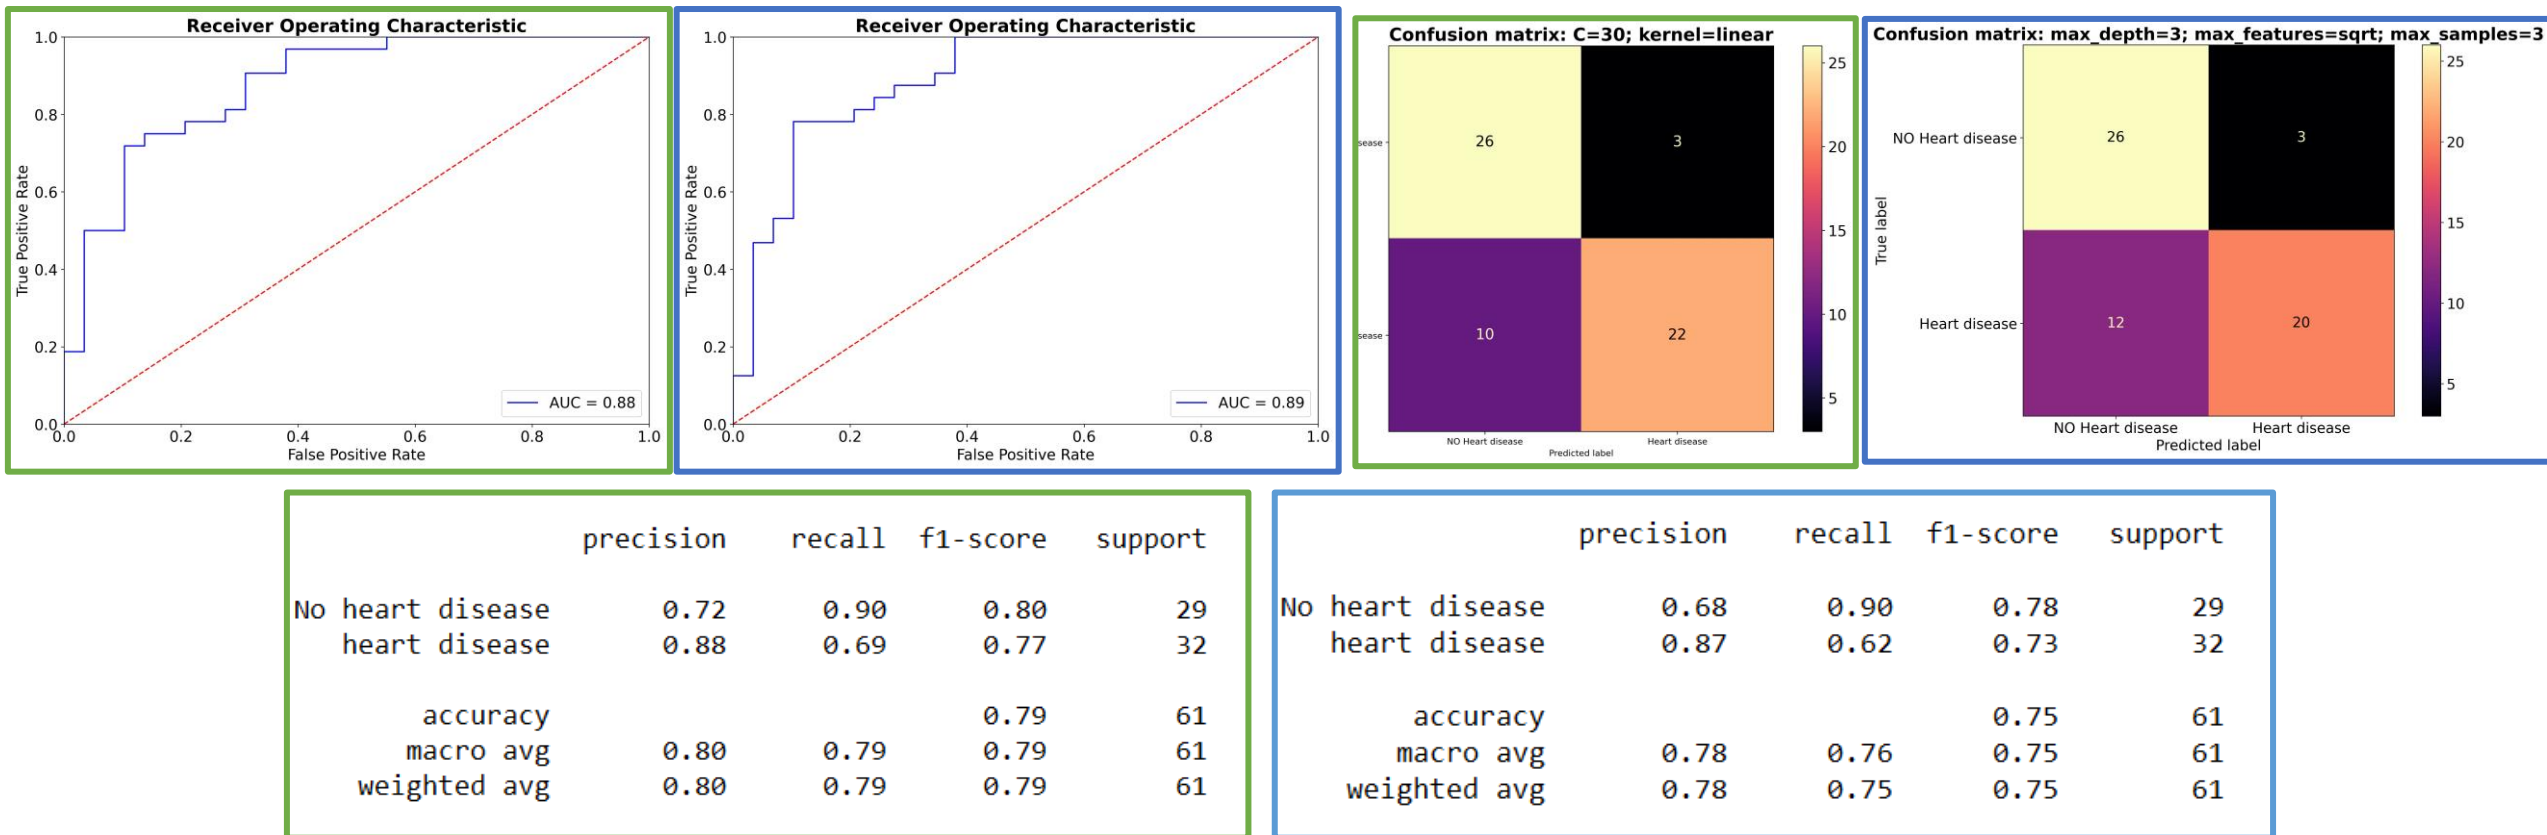 Receiver Operating Characteristic
True Positive Rate
1.0
0.8
0.6
0.4
0.2
0.0
0.0 0.2 0.4 0.6 0.8 1.0
False Positive Rate
AUC = 0.88
Receiver Operating Characteristic
True Positive Rate
1.0
0.8
0.6
0.4
0.2
0.0
0.0 0.2 0.4 0.6 0.8 1.0
False Positive Rate
AUC = 0.89
Confusion matrix: C=30; kernel=linear
sease 26 3
sease 10 22
NO Heart disease Heart disease
Predicted label
25
20
15
10
5
Confusion matrix: max_depth=3; max_features=sqrt; max_samples=3
True label
NO Heart disease 26 3
Heart disease 12 20
NO Heart disease Heart disease
Predicted label
25
20
15
10
5
precision recall f1-score support
No heart disease 0.72 0.90 0.80 29
heart disease 0.88 0.69 0.77 32
accuracy 0.79 61
macro avg 0.80 0.79 0.79 61
weighted avg 0.80 0.79 0.79 61
precision recall f1-score support
No heart disease 0.68 0.90 0.78 29
heart disease 0.87 0.62 0.73 32
accuracy 0.75 61
macro avg 0.78 0.76 0.75 61
weighted avg 0.78 0.75 0.75 61